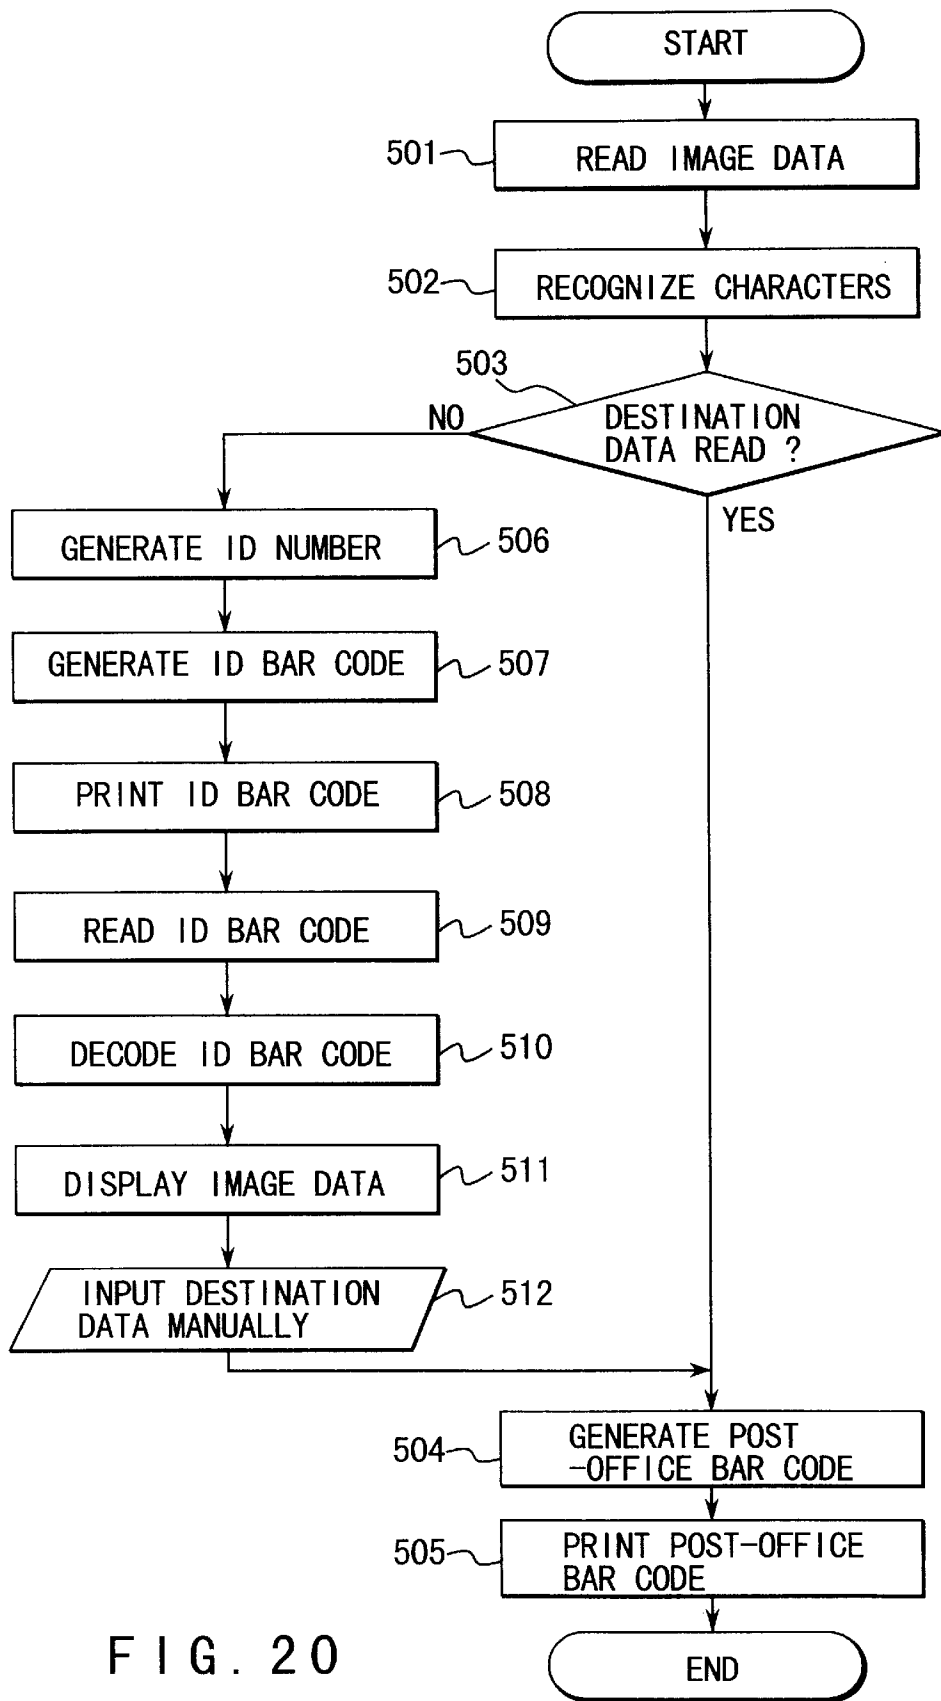 START
501
READ IMAGE DATA
502
RECOGNIZE CHARACTERS
503
DESTINATION
DATA READ ?
NO
YES
GENERATE ID NUMBER
506
GENERATE ID BAR CODE
507
PRINT ID BAR CODE
508
READ ID BAR CODE
509
DECODE ID BAR CODE
510
DISPLAY IMAGE DATA
511
INPUT DESTINATION
DATA MANUALLY
512
504
GENERATE POST
-OFFICE BAR CODE
505
PRINT POST-OFFICE
BAR CODE
END
FIG. 20